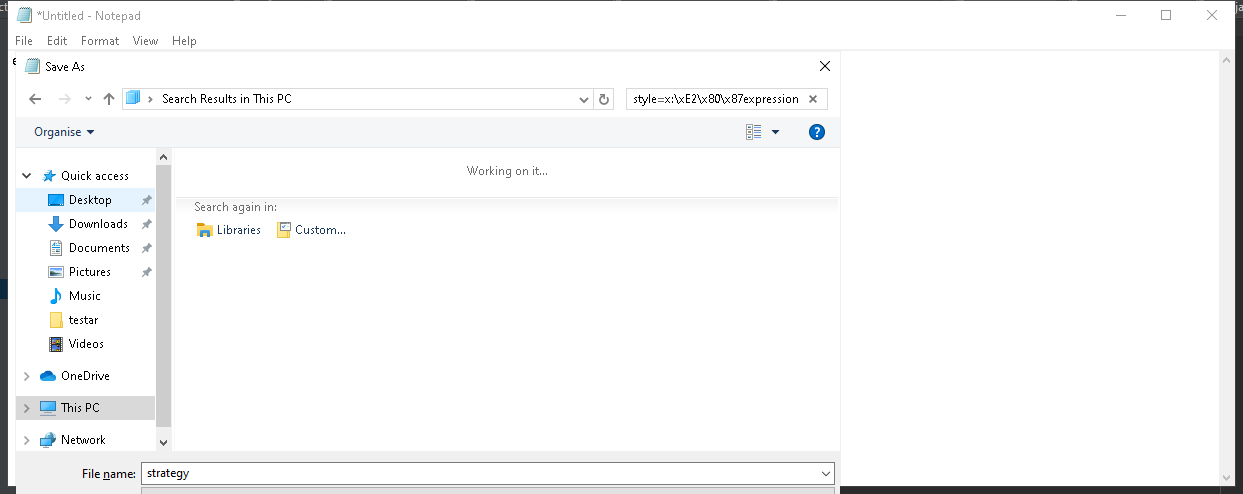 *Untitled - Notepad
File Edit Format View Help
Save As
Search Results in This PC
style=x:\xE2\x80\x87expression
Organise
Working on it...
Search again in:
Libraries Custom...
Quick access
Desktop
Downloads
Documents
Pictures
Music
testar
Videos
OneDrive
This PC
Network
File name: strategy